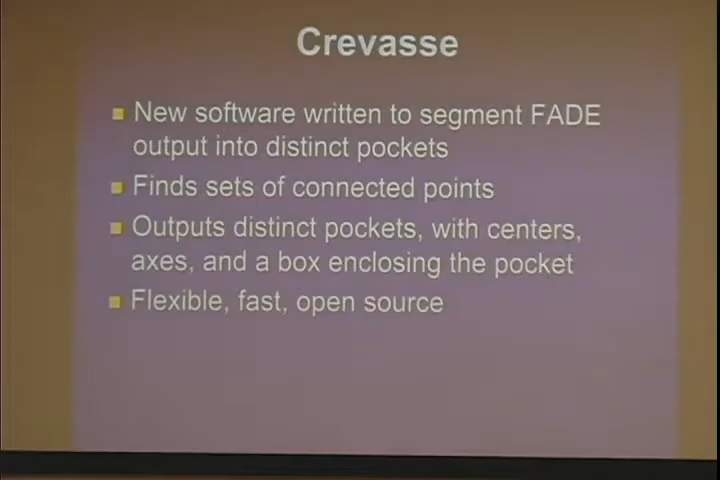 Crevasse
New software written to segment FADE
output into distinct pockets
Finds sets of connected points
Outputs distinct pockets, with centers,
axes, and a box enclosing the pocket
Flexible, fast, open source